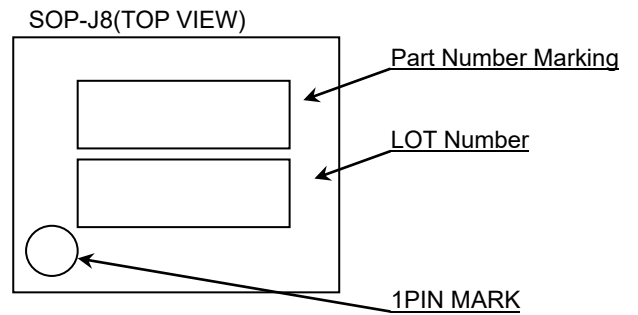 SOP-J8(TOP VIEW)
Part Number Marking
LOT Number
1PIN MARK